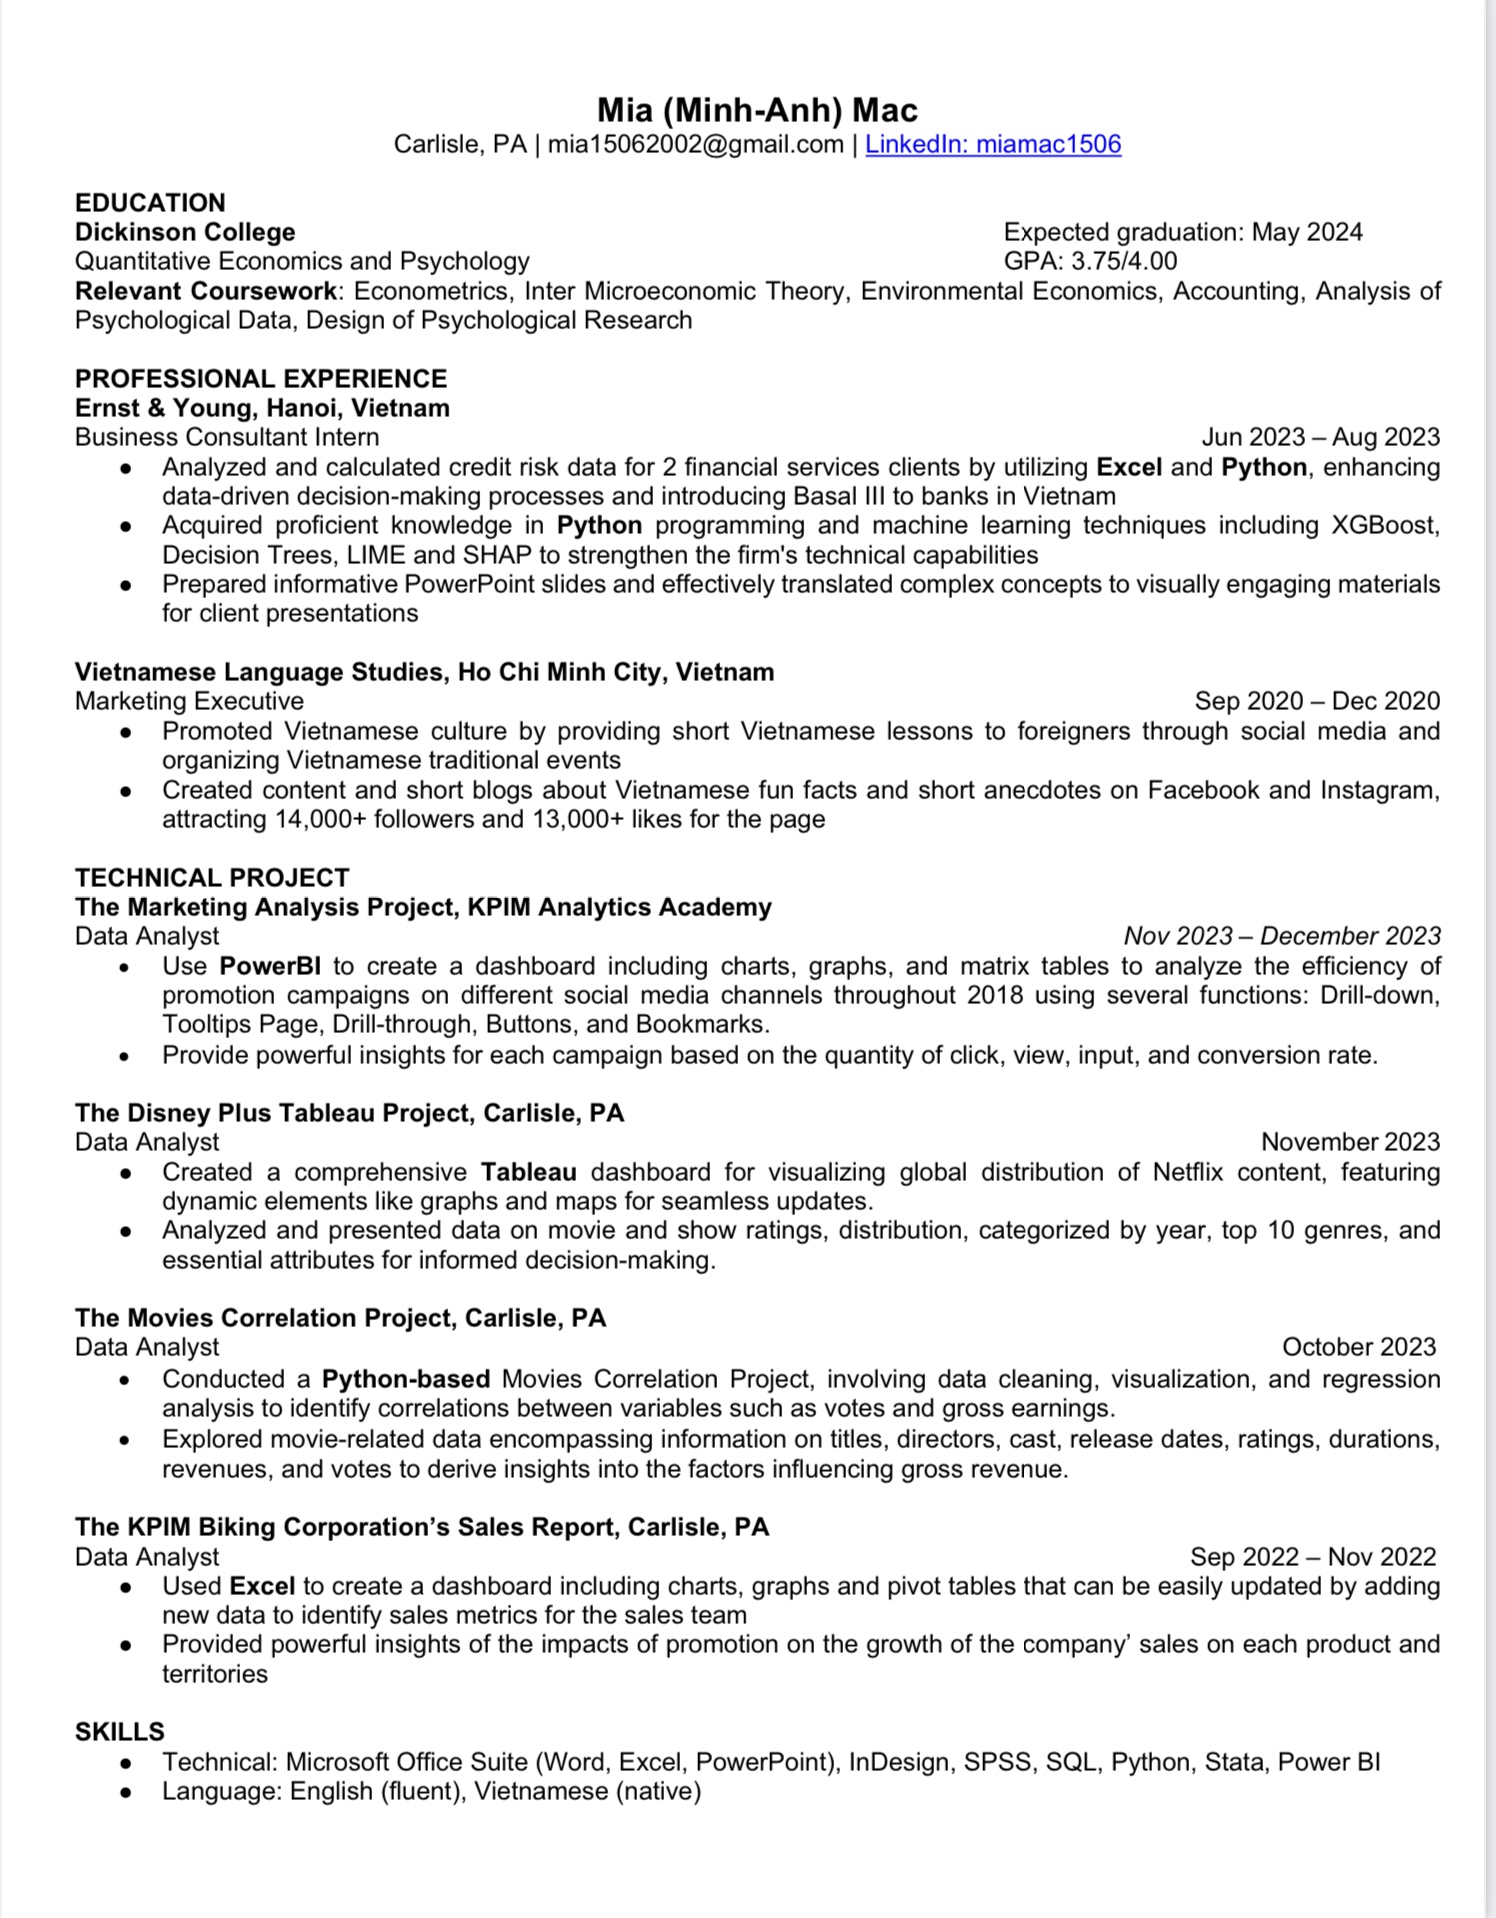 Mia (Minh-Anh) Mac
Carlisle, PA | mia15062002@gmail.com | LinkedIn: miamac1506
EDUCATION
Dickinson College Expected graduation: May 2024
Quantitative Economics and Psychology GPA: 3.75/4.00
Relevant Coursework: Econometrics, Inter Microeconomic Theory, Environmental Economics, Accounting, Analysis of
Psychological Data, Design of Psychological Research
PROFESSIONAL EXPERIENCE
Ernst & Young, Hanoi, Vietnam
Business Consultant Intern Jun 2023 – Aug 2023
● Analyzed and calculated credit risk data for 2 financial services clients by utilizing Excel and Python, enhancing
data-driven decision-making processes and introducing Basal III to banks in Vietnam
● Acquired proficient knowledge in Python programming and machine learning techniques including XGBoost,
Decision Trees, LIME and SHAP to strengthen the firm's technical capabilities
● Prepared informative PowerPoint slides and effectively translated complex concepts to visually engaging materials
for client presentations
Vietnamese Language Studies, Ho Chi Minh City, Vietnam
Marketing Executive Sep 2020 – Dec 2020
● Promoted Vietnamese culture by providing short Vietnamese lessons to foreigners through social media and
organizing Vietnamese traditional events
● Created content and short blogs about Vietnamese fun facts and short anecdotes on Facebook and Instagram,
attracting 14,000+ followers and 13,000+ likes for the page
TECHNICAL PROJECT
The Marketing Analysis Project, KPIM Analytics Academy
Data Analyst Nov 2023 – December 2023
● Use PowerBI to create a dashboard including charts, graphs, and matrix tables to analyze the efficiency of
promotion campaigns on different social media channels throughout 2018 using several functions: Drill-down,
Tooltips Page, Drill-through, Buttons, and Bookmarks.
● Provide powerful insights for each campaign based on the quantity of click, view, input, and conversion rate.
The Disney Plus Tableau Project, Carlisle, PA
Data Analyst November 2023
● Created a comprehensive Tableau dashboard for visualizing global distribution of Netflix content, featuring
dynamic elements like graphs and maps for seamless updates.
● Analyzed and presented data on movie and show ratings, distribution, categorized by year, top 10 genres, and
essential attributes for informed decision-making.
The Movies Correlation Project, Carlisle, PA
Data Analyst October 2023
● Conducted a Python-based Movies Correlation Project, involving data cleaning, visualization, and regression
analysis to identify correlations between variables such as votes and gross earnings.
● Explored movie-related data encompassing information on titles, directors, cast, release dates, ratings, durations,
revenues, and votes to derive insights into the factors influencing gross revenue.
The KPIM Biking Corporation’s Sales Report, Carlisle, PA
Data Analyst Sep 2022 – Nov 2022
● Used Excel to create a dashboard including charts, graphs and pivot tables that can be easily updated by adding
new data to identify sales metrics for the sales team
● Provided powerful insights of the impacts of promotion on the growth of the company’ sales on each product and
territories
SKILLS
● Technical: Microsoft Office Suite (Word, Excel, PowerPoint), InDesign, SPSS, SQL, Python, Stata, Power BI
● Language: English (fluent), Vietnamese (native)